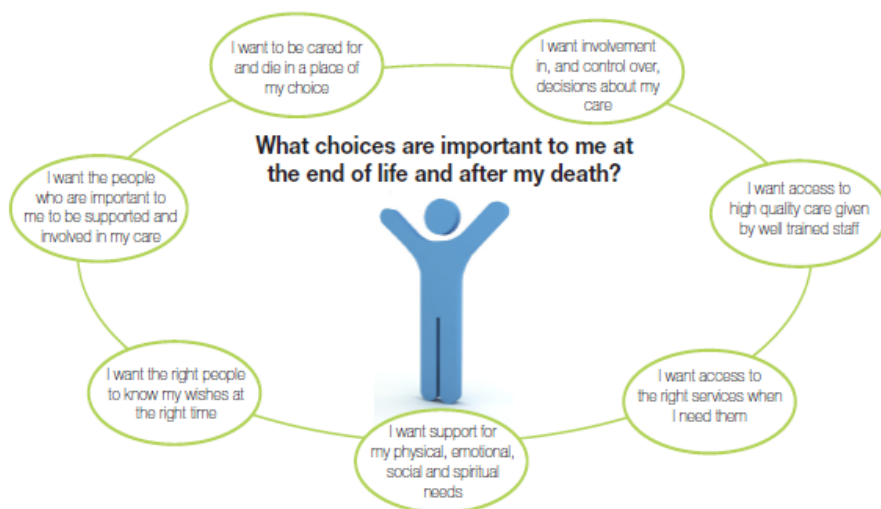 What choices are important to me at
the end of life and after my death?
I want to be cared for
and die in a place of
my choice
I want involvement
in, and control over,
decisions about my
care
I want access to
high quality care given
by well trained staff
I want access to
the right services when
I need them
I want support for
my physical, emotional,
social and spiritual
needs
I want the right people
to know my wishes at
the right time
I want the people
who are important to
me to be supported and
involved in my care